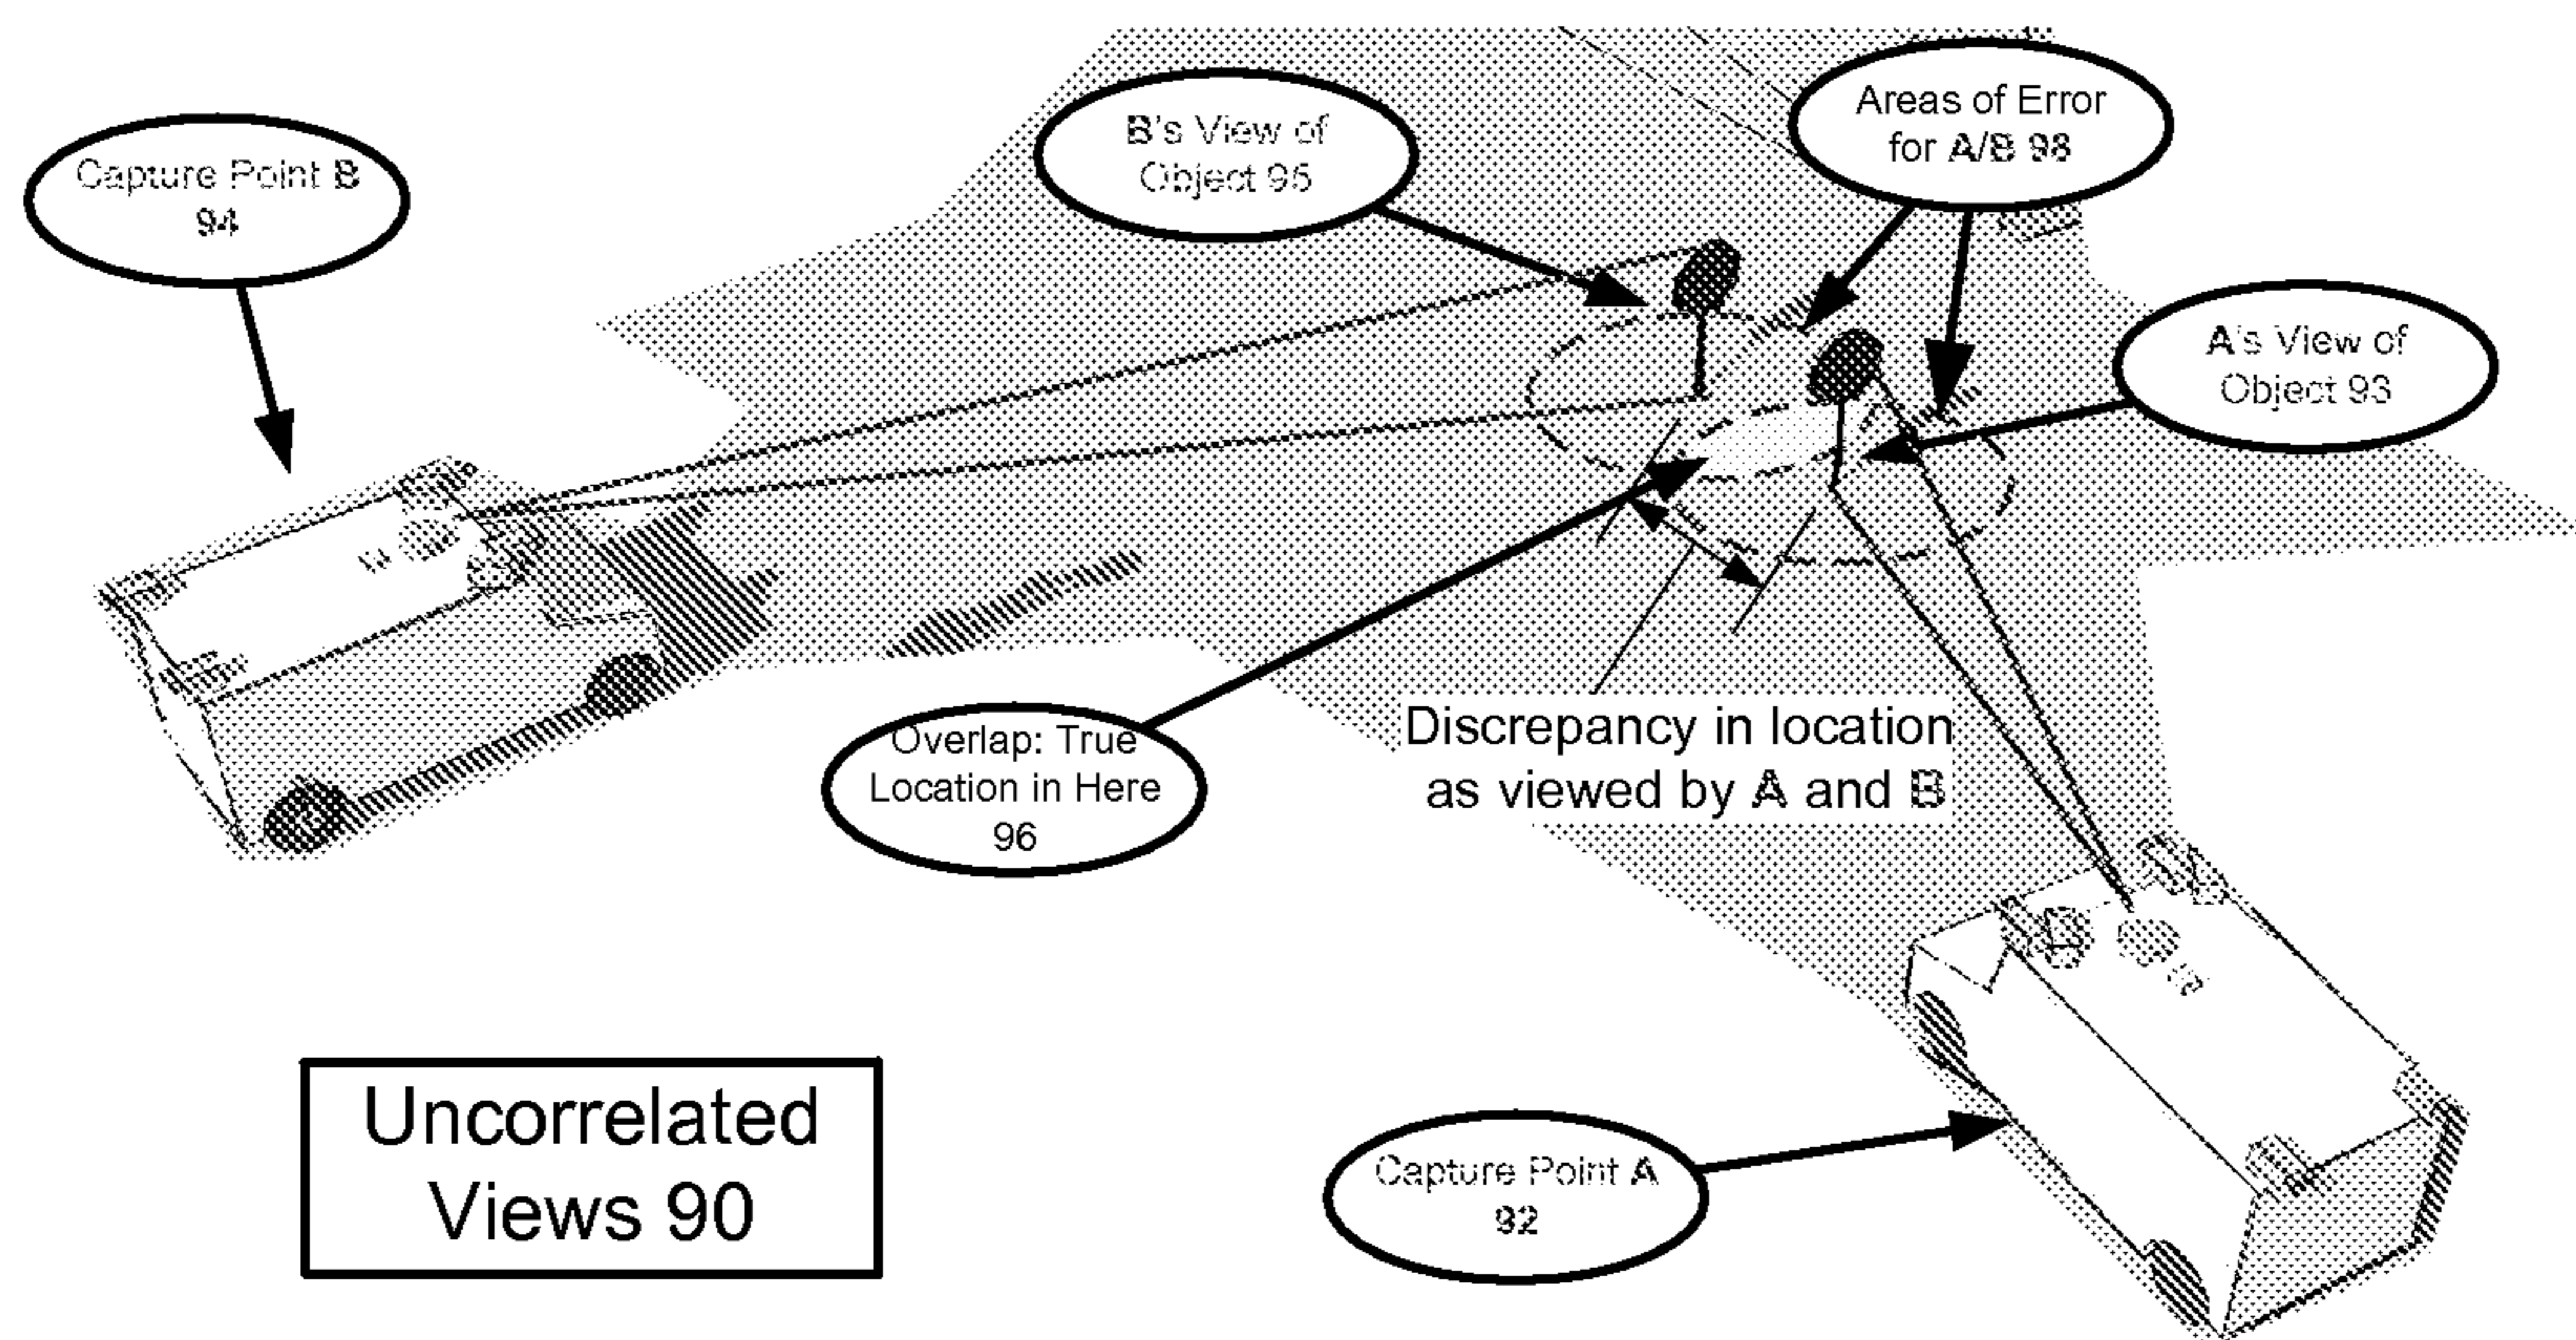 Capture Point B
94
B's View of
Object 95
Areas of Error
for A/B 98
A's View of
Object 93
Overlap: True
Location in Here
96
Discrepancy in location
as viewed by A and B
Uncorrelated
Views 90
Capture Point A
92